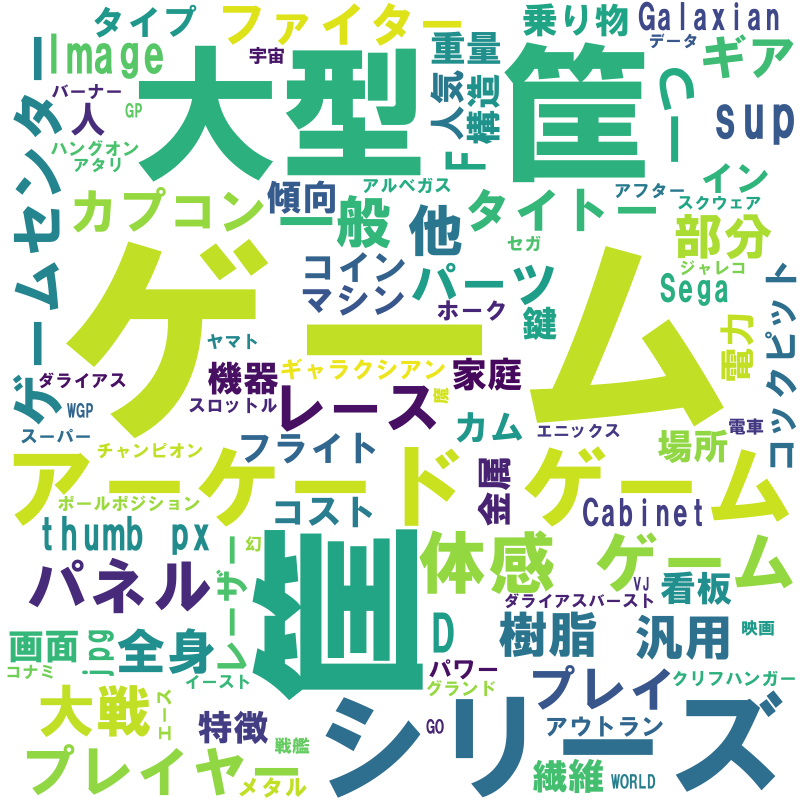 タイプ
ファイター
乗り物
Galaxian
Image
宇宙
重量
データ
ギア
バーナー
GP
人
大型
筐
人気
構造
つー
sup
ハングオン
アタリ
F
ゲームセンター
アルベガス
アフター
イン
カプコン
傾向
一般
他
タイトー
スクウェア
部分
セガ
ジャレコ
コイン
マシン
パーツ
Sega
ホーク
鍵
コックピット
ゲーム
ヤマト
電力
ダライアス
機器
ギャラクシアン
家庭
WGP
スロットル
レース
魔
スーパー
カム
エニックス
電車
チャンピオン
フライト
場所
アーケードゲーム
金属
ポールポジション
コスト
Cabinet
thumb px
幻
筐
体感ゲーム
パネル
レーザー
VJ
看板
ダライアスバースト
画面
jpg
全身
D
樹脂
汎用
映画
コナミ
イースト
パワー
グランド
プレイ
クリフハンガー
大戦
エース
特徴
シリーズ
GO
アウトラン
戦艦
プレイヤー
メタル
繊維
WORLD